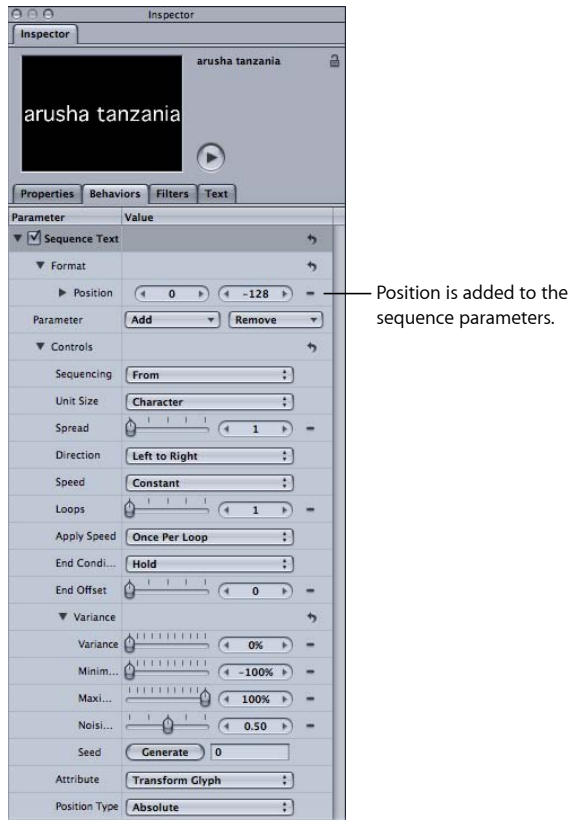 Inspector
Inspector
arusha tanzania
arusha tanzania
Properties Behaviors Filters Text
Parameter Value
Sequence Text
Format
Position 0 -128
Position is added to the
sequence parameters.
Parameter Add Remove
Controls
Sequencing From
Unit Size Character
Spread 1
Direction Left to Right
Speed Constant
Loops 1
Apply Speed Once Per Loop
End Condi... Hold
End Offset 0
Variance
Variance 0%
Minim... -100%
Maxi... 100%
Noisi... 0.50
Seed Generate 0
Attribute Transform Glyph
Position Type Absolute